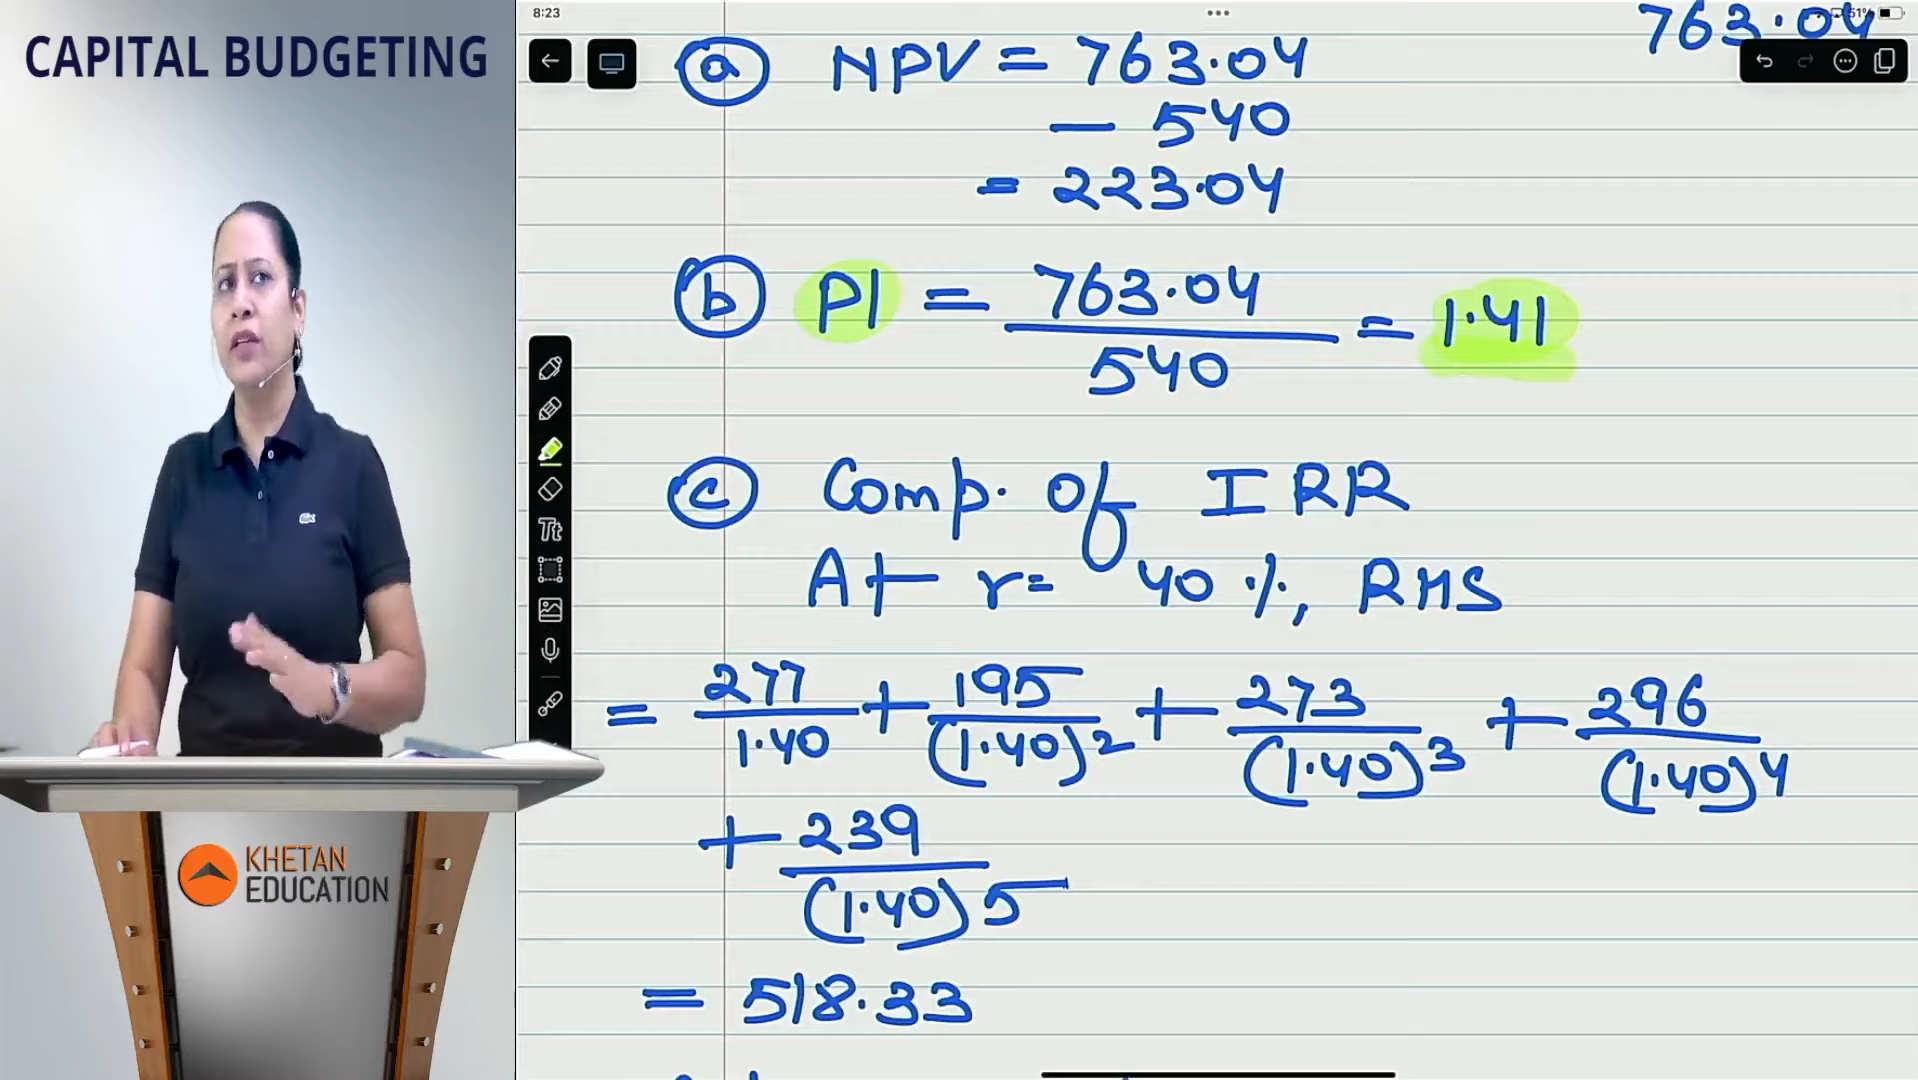 CAPITAL BUDGETING
8:23
51%
763.04
(a) NPV = 763.04
- 540
= 223.04
(b) PI = 763.04 / 540 = 1.41
(c) Comp. of IRR
At r = 40%, RHS
= 277/1.40 + 195/(1.40)2 + 273/(1.40)3 + 296/(1.40)4
+ 239/(1.40)5
= 518.33
Tt
KHETAN
EDUCATION